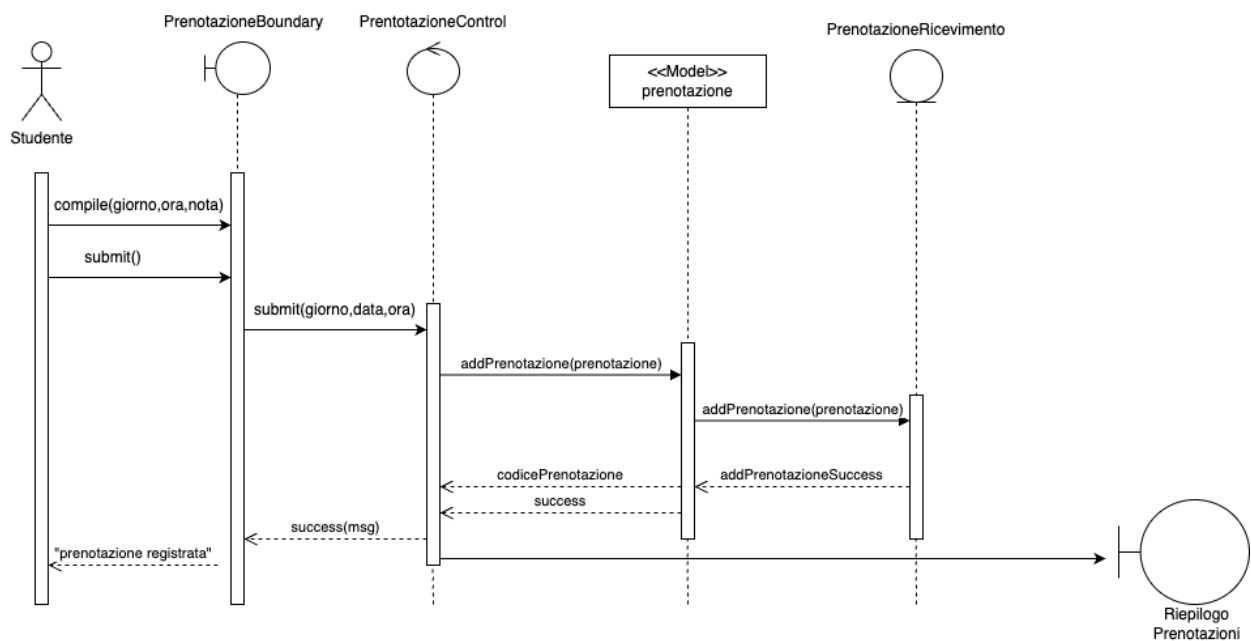 PrenotazioneBoundary
PrentotazioneControl
PrenotazioneRicevimento
<<Model>>
prenotazione
Studente
compile(giorno,ora,nota)
submit()
submit(giorno,data,ora)
addPrenotazione(prenotazione)
addPrenotazione(prenotazione)
codicePrenotazione
addPrenotazioneSuccess
success
success(msg)
"prenotazione registrata"
Riepilogo
Prenotazioni